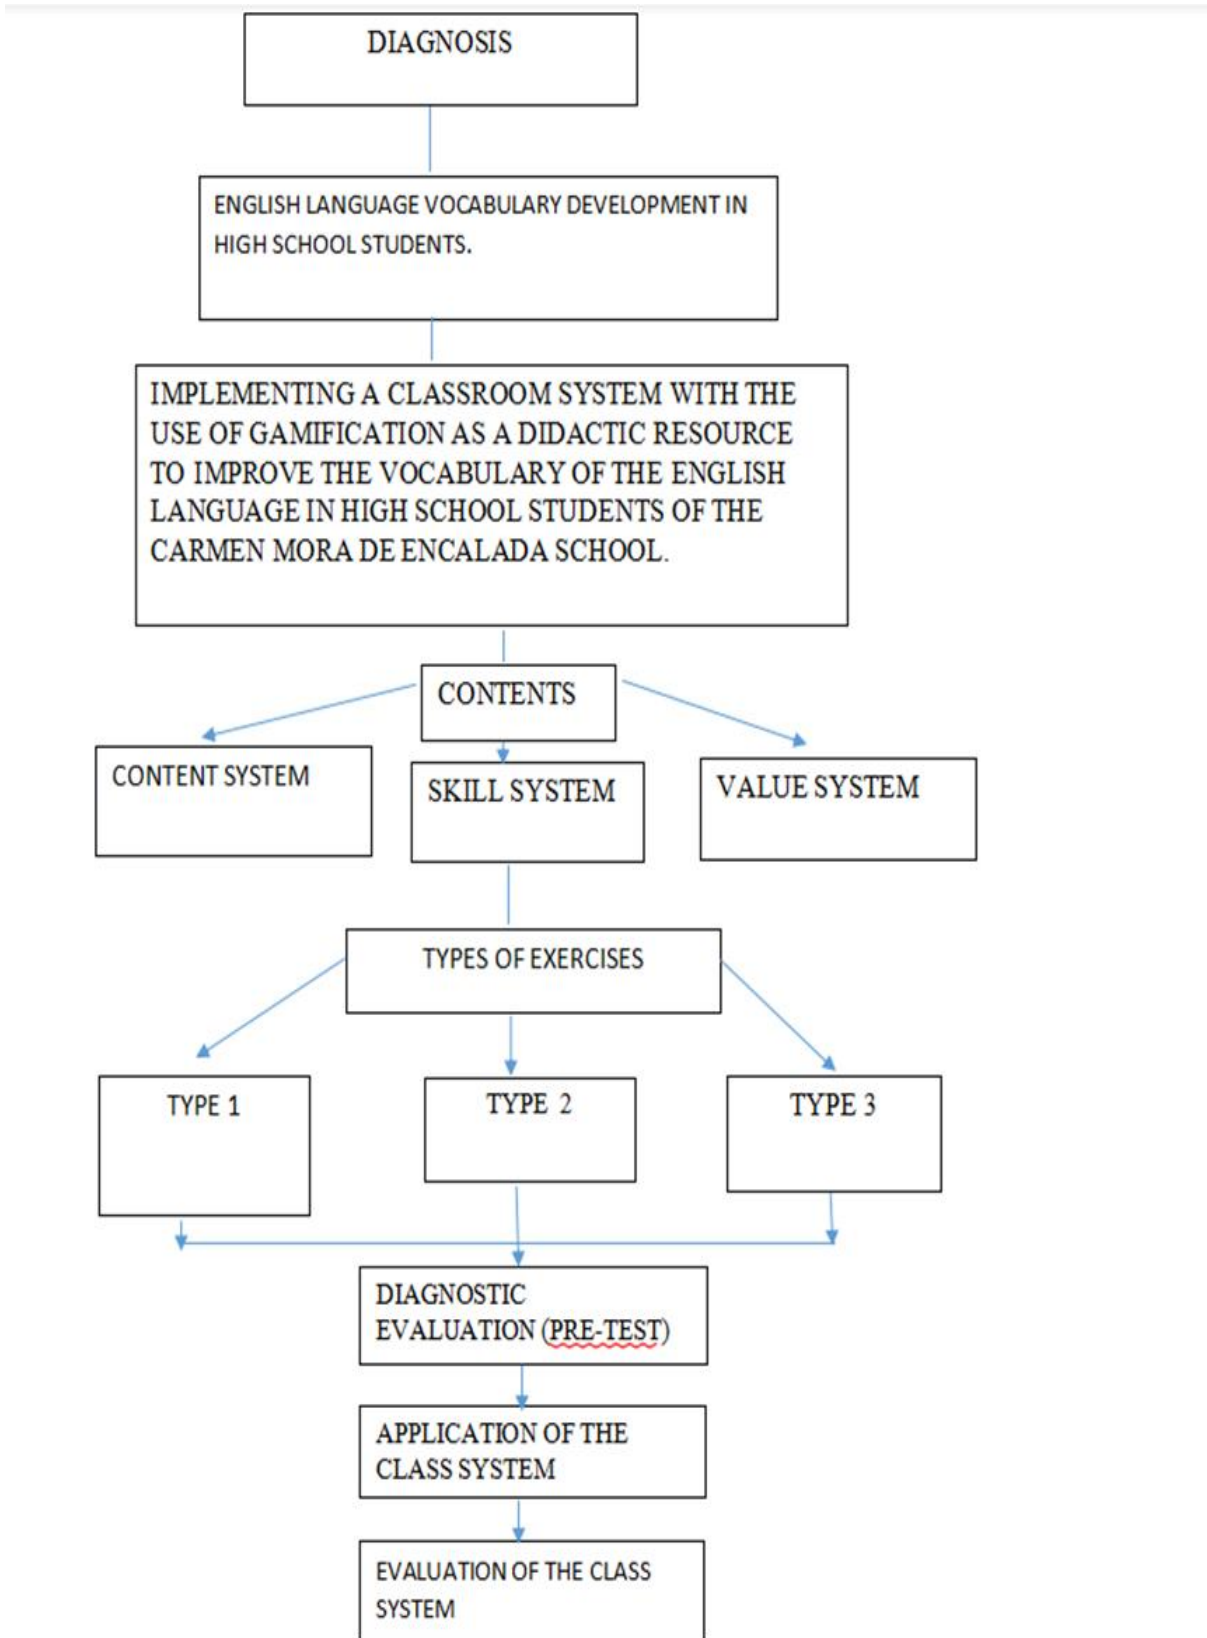 DIAGNOSIS
ENGLISH LANGUAGE VOCABULARY DEVELOPMENT IN
HIGH SCHOOL STUDENTS.
IMPLEMENTING A CLASSROOM SYSTEM WITH THE
USE OF GAMIFICATION AS A DIDACTIC RESOURCE
TO IMPROVE THE VOCABULARY OF THE ENGLISH
LANGUAGE IN HIGH SCHOOL STUDENTS OF THE
CARMEN MORA DE ENCALADA SCHOOL.
CONTENTS
CONTENT SYSTEM
SKILL SYSTEM
VALUE SYSTEM
TYPES OF EXERCISES
TYPE 1
TYPE 2
TYPE 3
DIAGNOSTIC
EVALUATION (PRE-TEST)
APPLICATION OF THE
CLASS SYSTEM
EVALUATION OF THE CLASS
SYSTEM